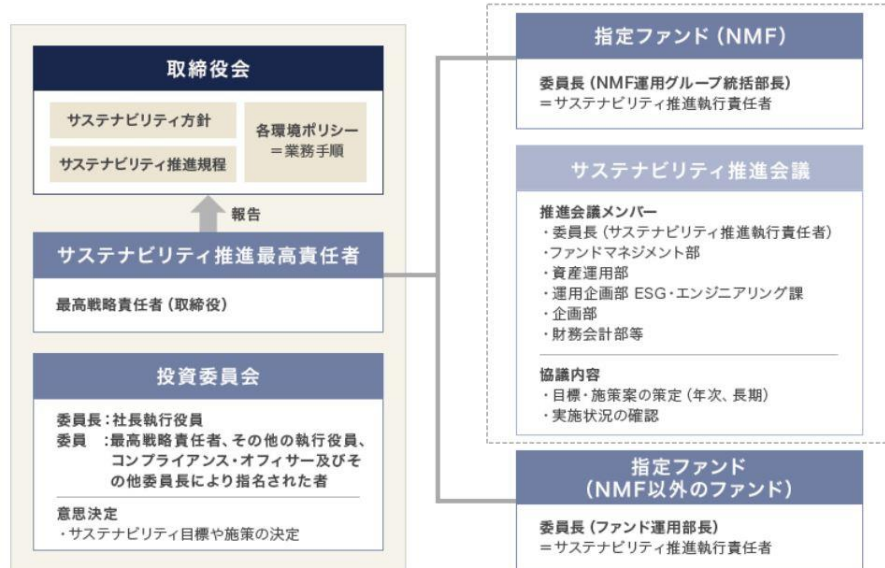 取締役会
サステナビリティ方針
サステナビリティ推進規程
各環境ポリシー
＝業務手順
報告
サステナビリティ推進最高責任者
最高戦略責任者（取締役）
投資委員会
委員長：社長執行役員
委員　：最高戦略責任者、その他の執行役員、
コンプライアンス・オフィサー及びそ
の他委員長により指名された者
意思決定
・サステナビリティ目標や施策の決定
指定ファンド（NMF）
委員長（NMF運用グループ統括部長）
＝サステナビリティ推進執行責任者
サステナビリティ推進会議
推進会議メンバー
・委員長（サステナビリティ推進執行責任者）
・ファンドマネジメント部
・資産運用部
・運用企画部 ESG・エンジニアリング課
・企画部
・財務会計部等
協議内容
・目標・施策案の策定（年次、長期）
・実施状況の確認
指定ファンド
（NMF以外のファンド）
委員長（ファンド運用部長）
＝サステナビリティ推進執行責任者